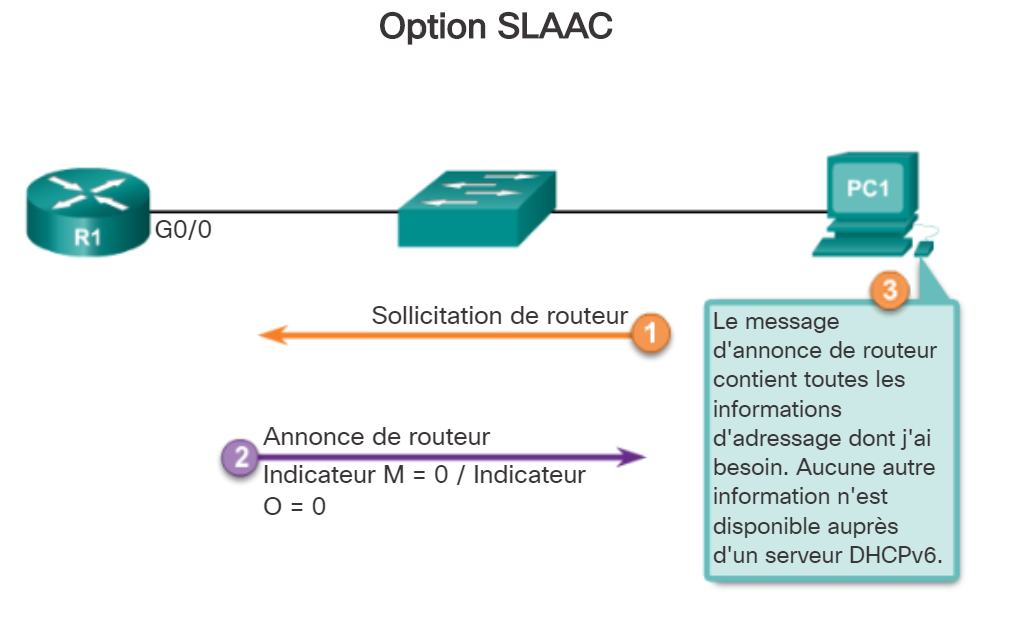 Option SLAAC
R1
G0/0
PC1
Sollicitation de routeur
1
2
Annonce de routeur
Indicateur M = 0 / Indicateur
O = 0
3
Le message
d'annonce de routeur
contient toutes les
informations
d'adressage dont j'ai
besoin. Aucune autre
information n'est
disponible auprès
d'un serveur DHCPv6.